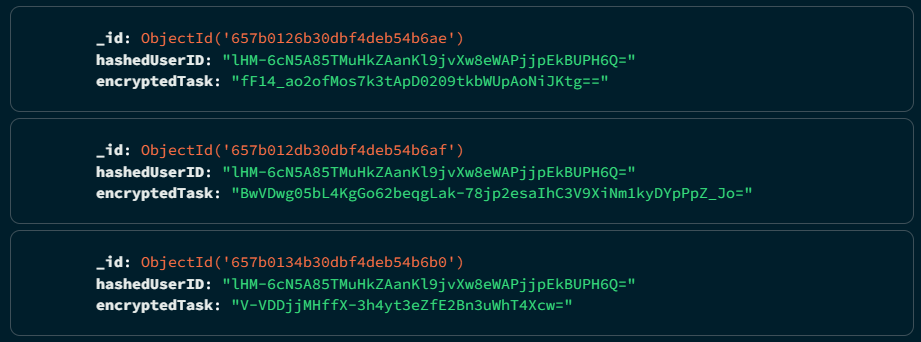 _id: ObjectId('657b0126b30dbf4deb54b6ae')
hashedUserID: "lHM-6cN5A85TMuHkZAanKl9jvXw8eWAPjjpEkBUPH6Q="
encryptedTask: "fF14_ao2ofMos7k3tApD0209tkbWUpAoNiJKtg=="
_id: ObjectId('657b012db30dbf4deb54b6af')
hashedUserID: "lHM-6cN5A85TMuHkZAanKl9jvXw8eWAPjjpEkBUPH6Q="
encryptedTask: "BwVDwg05bL4KgGo62beqgLak-78jp2esaIhC3V9XiNm1kyDYpPpZ_Jo="
_id: ObjectId('657b0134b30dbf4deb54b6b0')
hashedUserID: "lHM-6cN5A85TMuHkZAanKl9jvXw8eWAPjjpEkBUPH6Q="
encryptedTask: "V-VDDjjMHffX-3h4yt3eZfE2Bn3uWhT4Xcw="